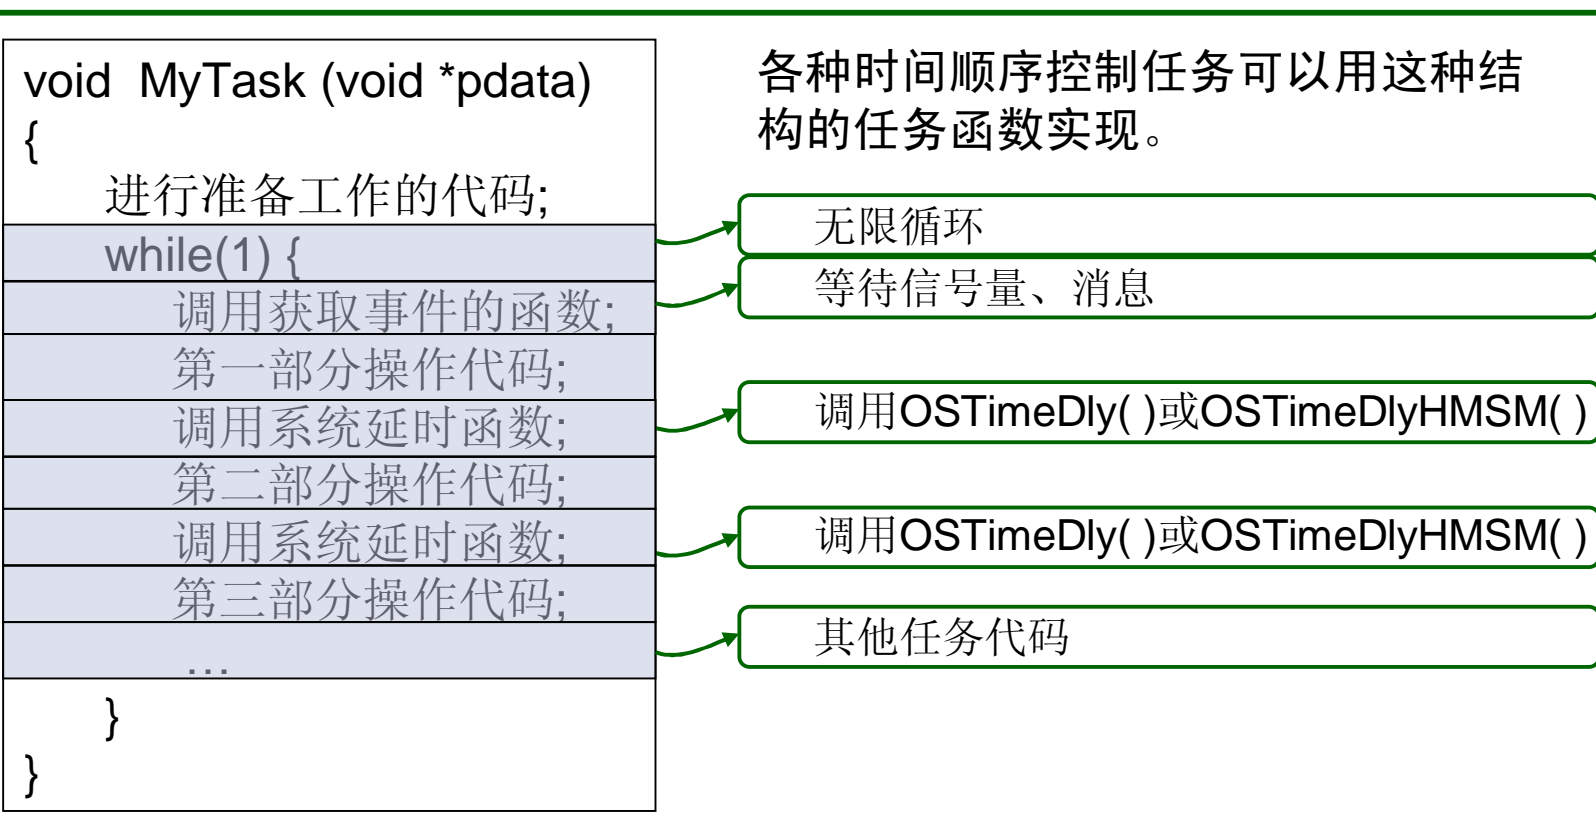 void MyTask (void *pdata)
{
进行准备工作的代码;
while(1) {
调用获取事件的函数;
第一部分操作代码;
调用系统延时函数;
第二部分操作代码;
调用系统延时函数;
第三部分操作代码;
…
}
}
各种时间顺序控制任务可以用这种结
构的任务函数实现。
无限循环
等待信号量、消息
调用OSTimeDly( )或OSTimeDlyHMSM( )
调用OSTimeDly( )或OSTimeDlyHMSM( )
其他任务代码